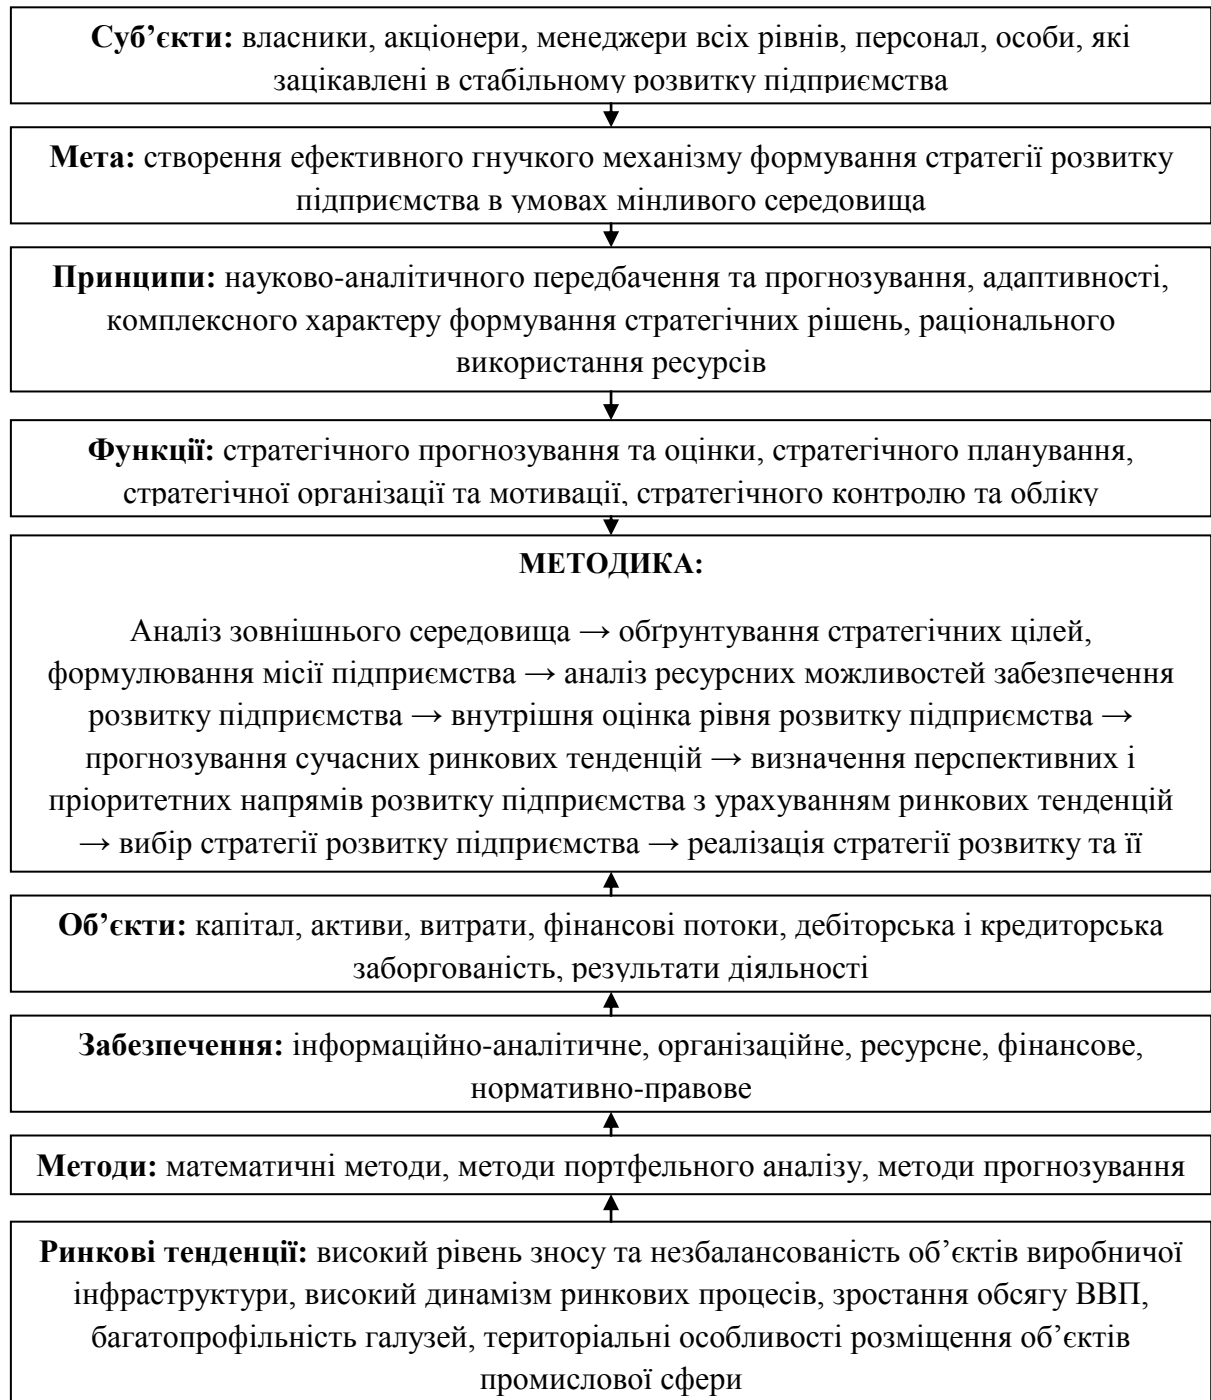 Суб’єкти: власники, акціонери, менеджери всіх рівнів, персонал, особи, які
зацікавлені в стабільному розвитку підприємства
Мета: створення ефективного гнучкого механізму формування стратегії розвитку
підприємства в умовах мінливого середовища
Принципи: науково-аналітичного передбачення та прогнозування, адаптивності,
комплексного характеру формування стратегічних рішень, раціонального
використання ресурсів
Функції: стратегічного прогнозування та оцінки, стратегічного планування,
стратегічної організації та мотивації, стратегічного контролю та обліку
МЕТОДИКА:
Аналіз зовнішнього середовища → обґрунтування стратегічних цілей,
формулювання місії підприємства → аналіз ресурсних можливостей забезпечення
розвитку підприємства → внутрішня оцінка рівня розвитку підприємства →
прогнозування сучасних ринкових тенденцій → визначення перспективних і
пріоритетних напрямів розвитку підприємства з урахуванням ринкових тенденцій
→ вибір стратегії розвитку підприємства → реалізація стратегії розвитку та її
Об’єкти: капітал, активи, витрати, фінансові потоки, дебіторська і кредиторська
заборгованість, результати діяльності
Забезпечення: інформаційно-аналітичне, організаційне, ресурсне, фінансове,
нормативно-правове
Методи: математичні методи, методи портфельного аналізу, методи прогнозування
Ринкові тенденції: високий рівень зносу та незбалансованість об’єктів виробничої
інфраструктури, високий динамізм ринкових процесів, зростання обсягу ВВП,
багатопрофільність галузей, територіальні особливості розміщення об’єктів
промислової сфери